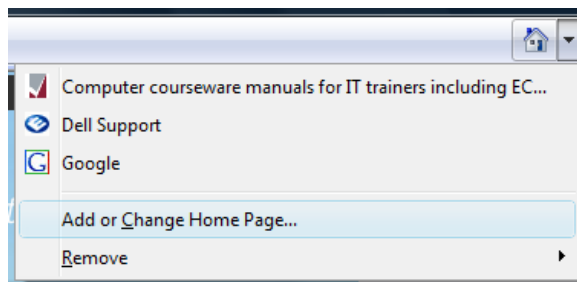 Computer courseware manuals for IT trainers including EC...
Dell Support
Google
Add or Change Home Page...
Remove